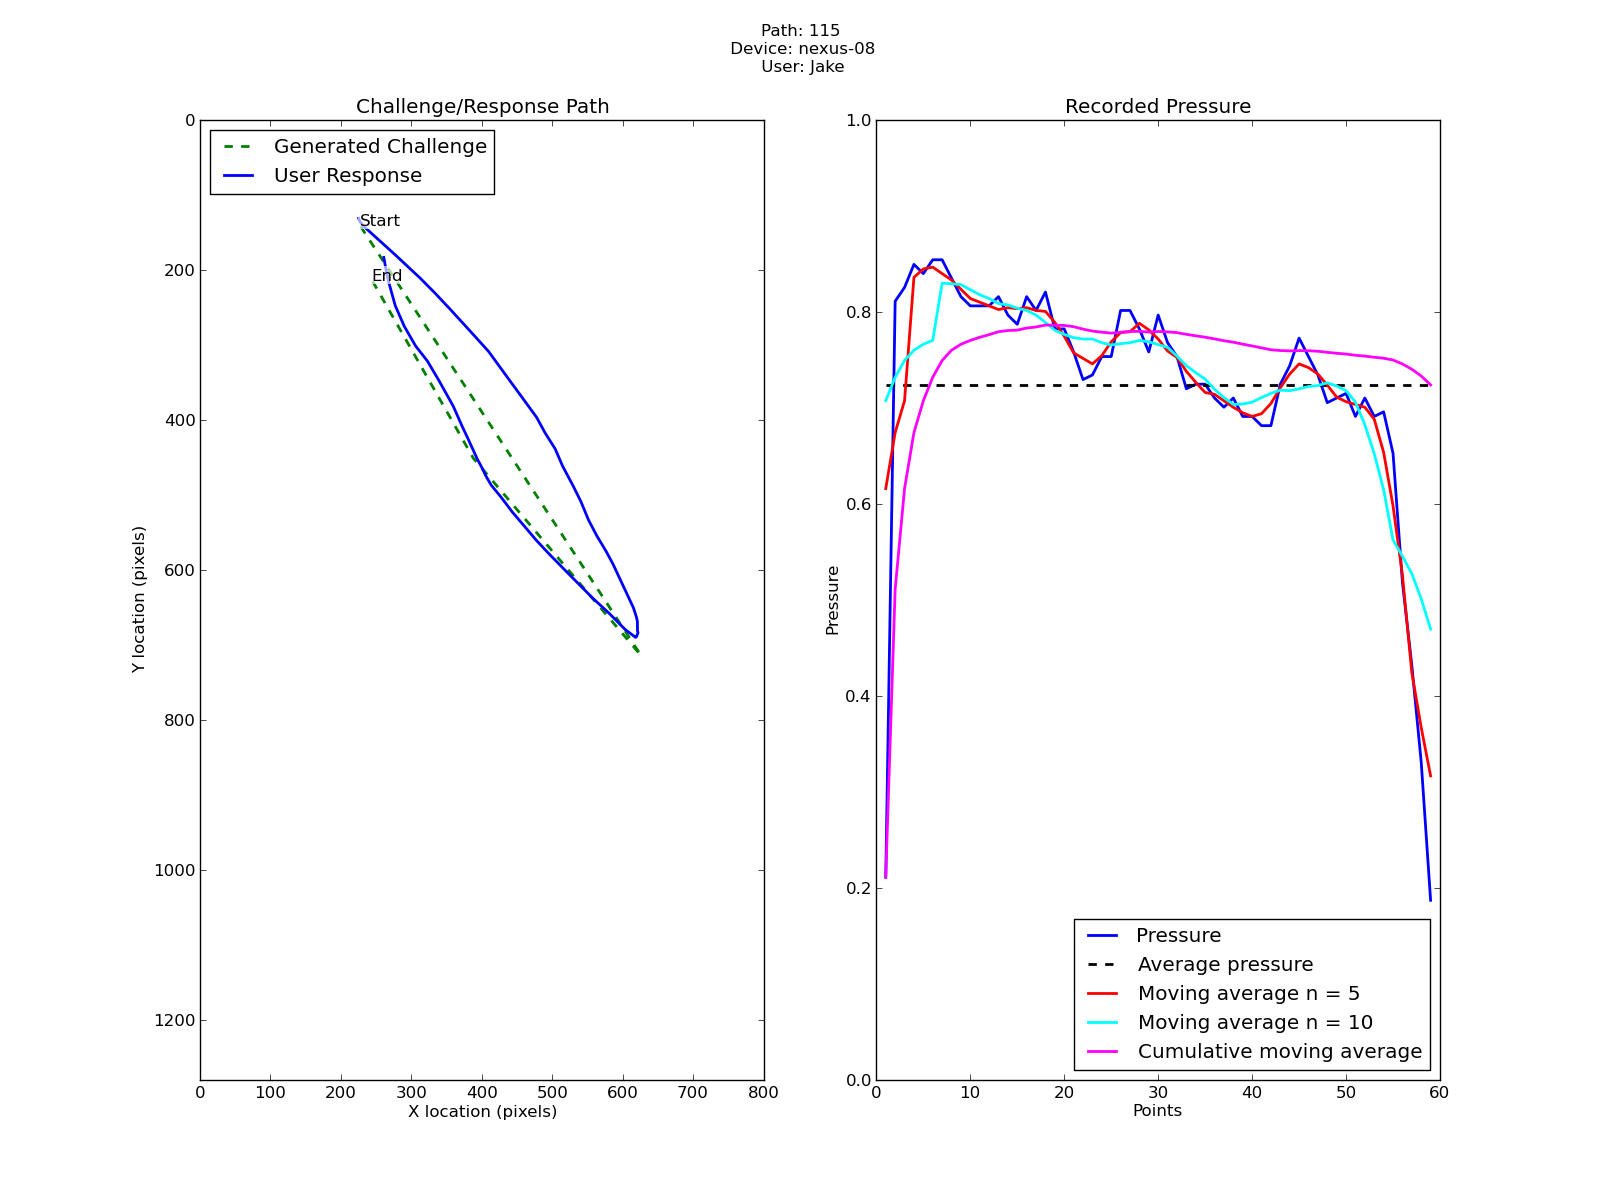 Path: 115
Device: nexus-08
User: Jake
Challenge/Response Path
Generated Challenge
User Response
Start
End
0
200
400
600
800
1000
1200
Y location (pixels)
0 100 200 300 400 500 600 700 800
X location (pixels)
Recorded Pressure
1.0
0.8
0.6
0.4
0.2
0.0
Pressure
Pressure
Average pressure
Moving average n = 5
Moving average n = 10
Cumulative moving average
0 10 20 30 40 50 60
Points